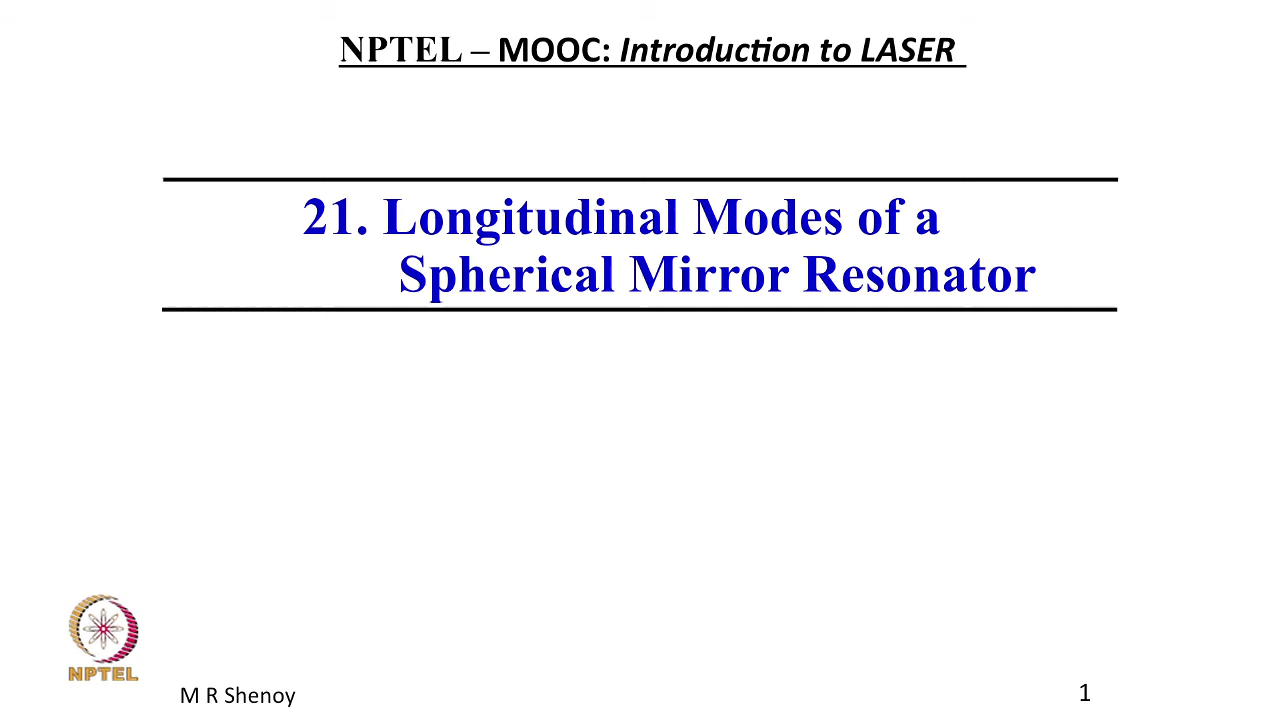 NPTEL – MOOC: Introduction to LASER
21. Longitudinal Modes of a
Spherical Mirror Resonator
NPTEL
M R Shenoy
1